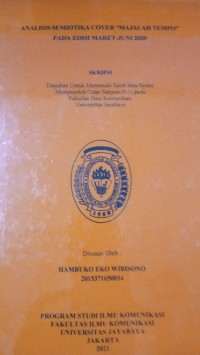 ANALISIS SEMIOTIKA COVER "MAJALAH TEMPO"
PADA EDISI MARET-JUNI 2020
SKRIPSI
Diajukan Untuk Memenuhi Salah Satu Syarat
Memperoleh Gelar Sarjana (S-1) pada
Fakultas Ilmu Komunikasi
Universitas Jayabaya
1958
Disusun Oleh
HAMBUKO EKO WIBISONO
2015371650034
PROGRAM STUDI ILMU KOMUNIKASI
FAKULTAS ILMU KOMUNIKASI
UNIVERSITAS JAYABAYA
JAKARTA
2021